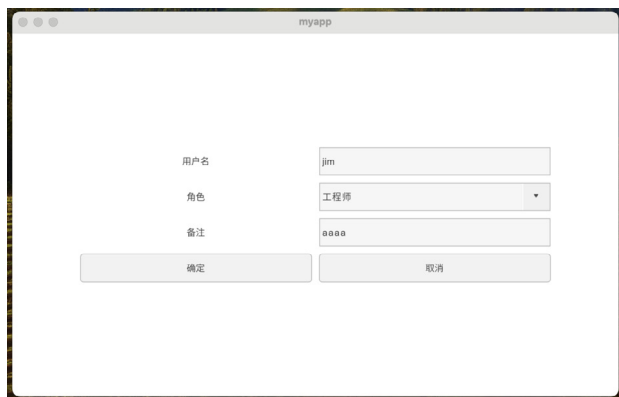 myapp
用户名 jim
角色 工程师
备注 aaaa
确定 取消